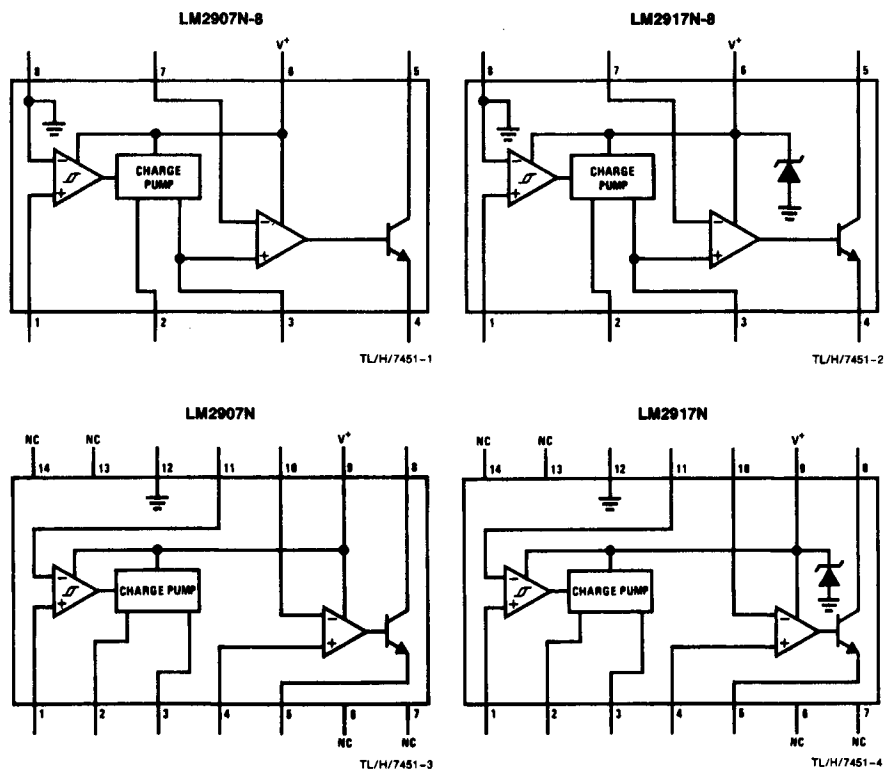 LM2907N-8
8 7 V+ 6 5
− + CHARGE PUMP − +
1 2 3 4
TL/H/7451-1
LM2917N-8
8 7 V+ 6 5
− + CHARGE PUMP − +
1 2 3 4
TL/H/7451-2
LM2907N
NC NC V+
14 13 12 11 10 9 8
− + CHARGE PUMP − +
1 2 3 4 5 6 7
NC NC
TL/H/7451-3
LM2917N
NC NC V+
14 13 12 11 10 9 8
− + CHARGE PUMP − +
1 2 3 4 5 6 7
NC NC
TL/H/7451-4